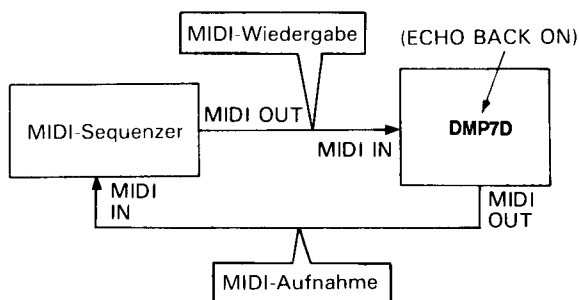 MIDI-Wiedergabe
(ECHO BACK ON)
MIDI-Sequenzer
MIDI OUT
MIDI IN
DMP7D
MIDI
IN
MIDI
OUT
MIDI-Aufnahme